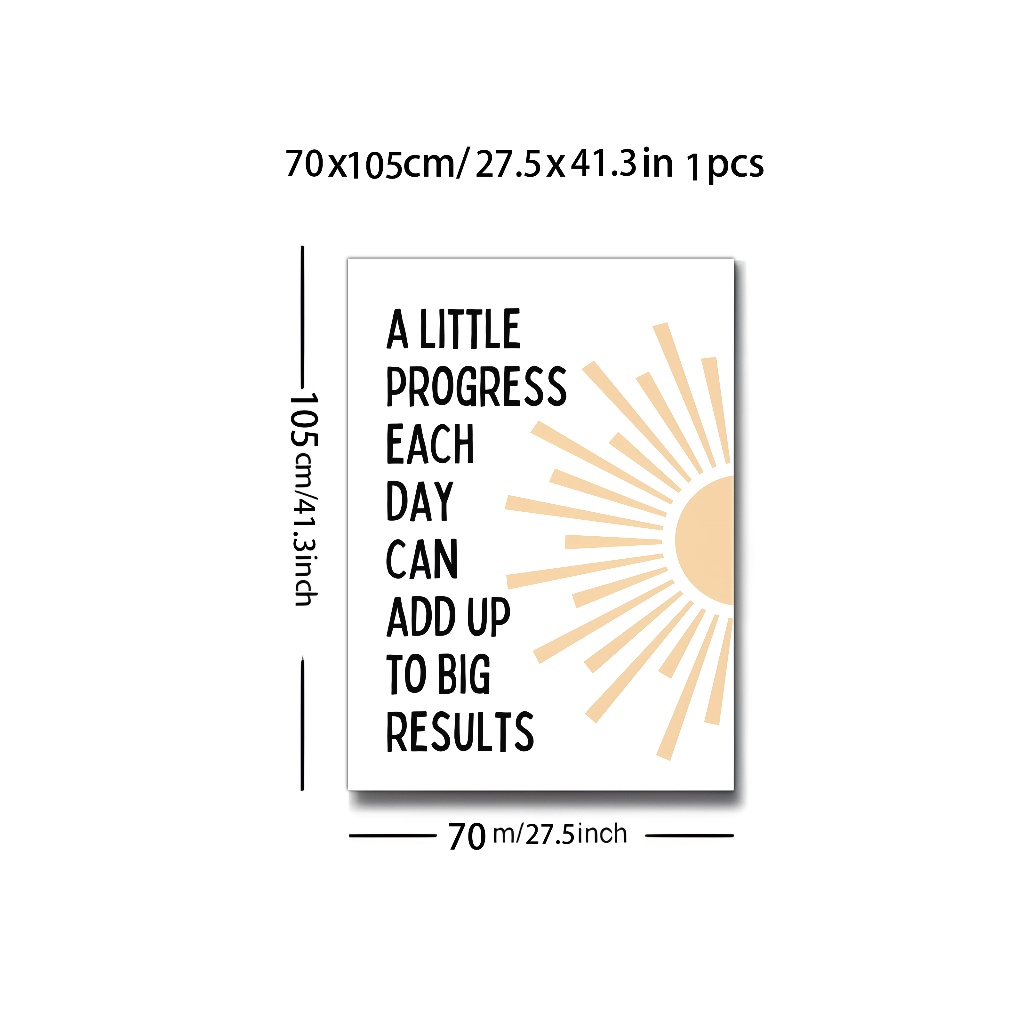 70x105cm/27.5x41.3in 1pcs
A LITTLE
PROGRESS
EACH
DAY
CAN
ADD UP
TO BIG
RESULTS
105cm/41.3inch
70 m/27.5inch